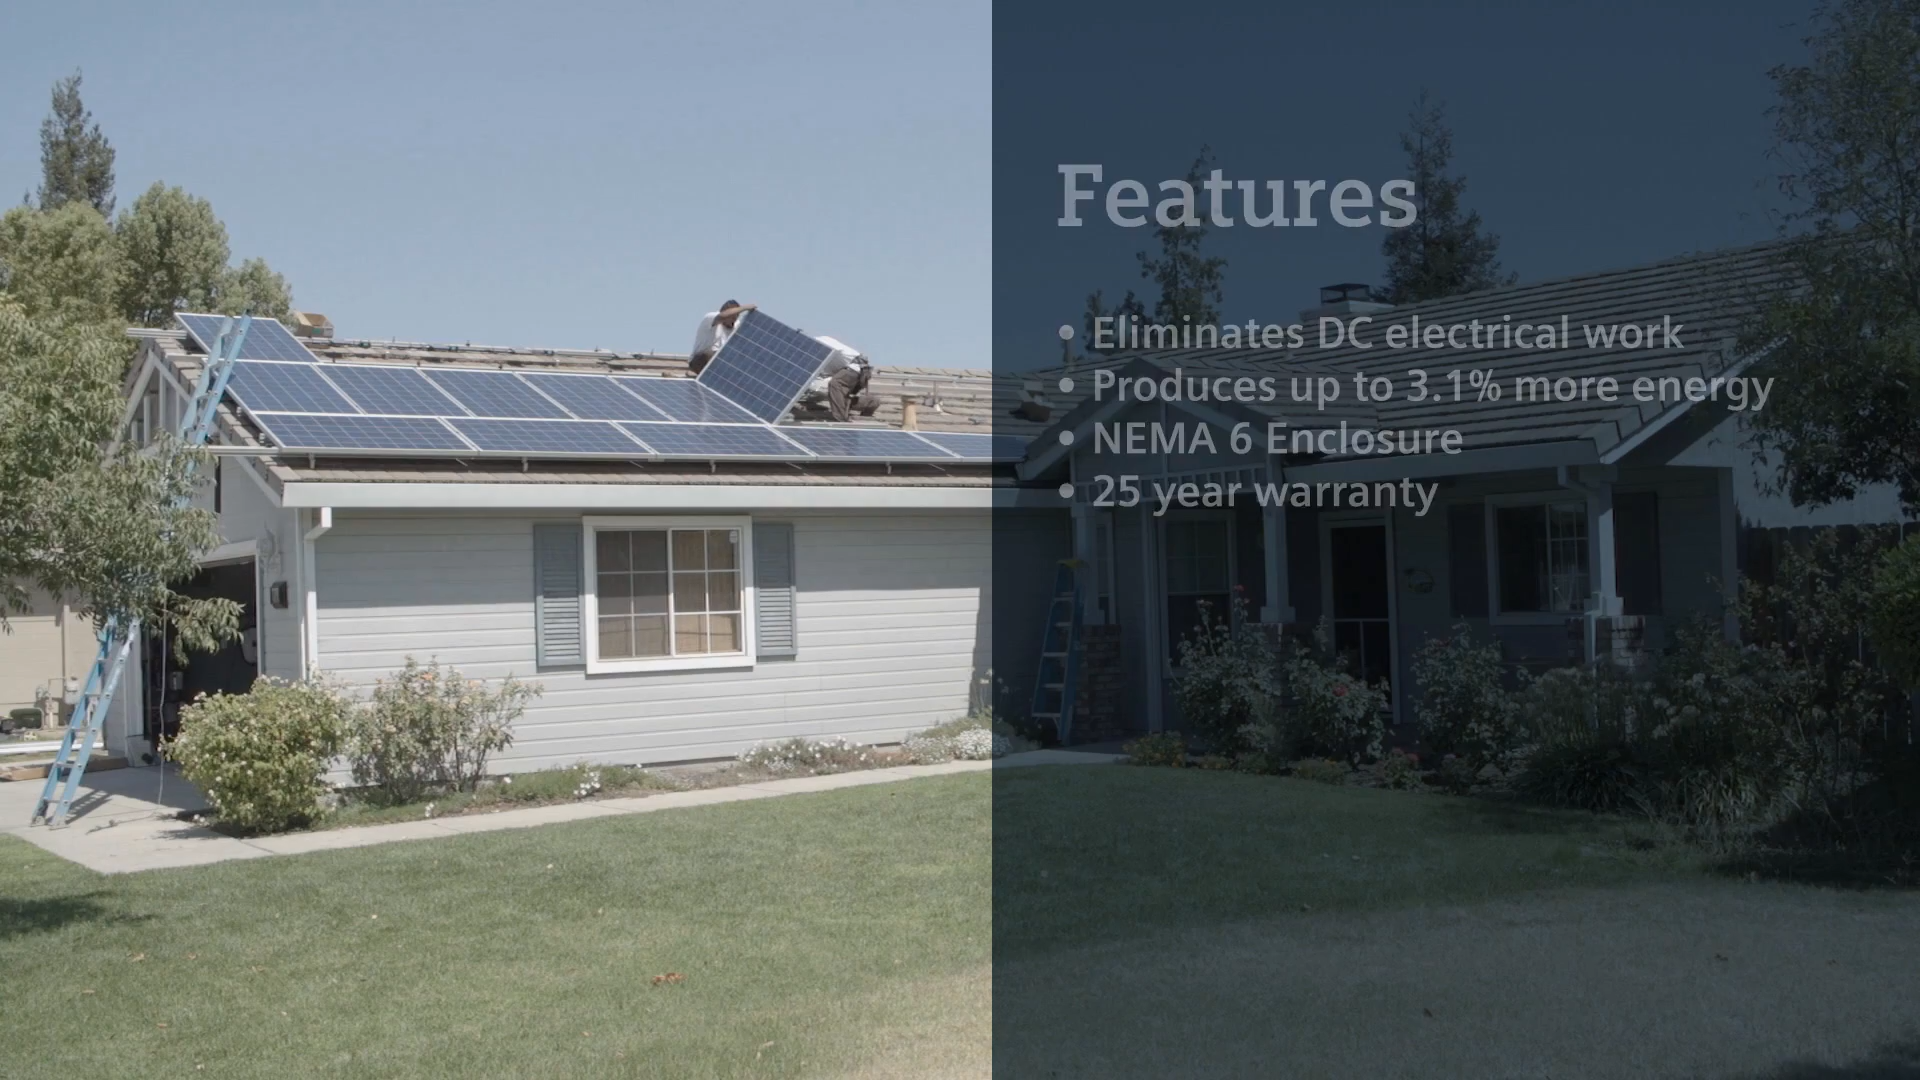 Features
• Eliminates DC electrical work
• Produces up to 3.1% more energy
• NEMA 6 Enclosure
• 25 year warranty